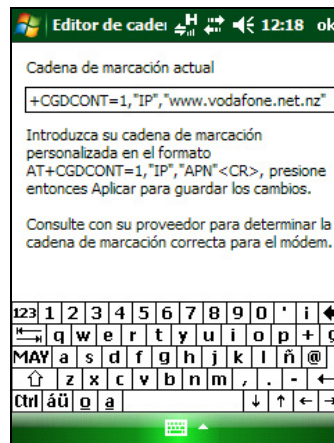 Editor de cade H 12:18 ok
Cadena de marcación actual
+CGDCONT=1,"IP","www.vodafone.net.nz"
Introduzca su cadena de marcación
personalizada en el formato
AT+CGDCONT=1,"IP","APN"<CR>, presione
entonces Aplicar para guardar los cambios.
Consulte con su proveedor para determinar la
cadena de marcación correcta para el módem.
123 1 2 3 4 5 6 7 8 9 0 ' ¡
q w e r t y u i o p + ç
MAY a s d f g h j k l ñ @
z x c v b n m , . -
Ctrl áü º ª